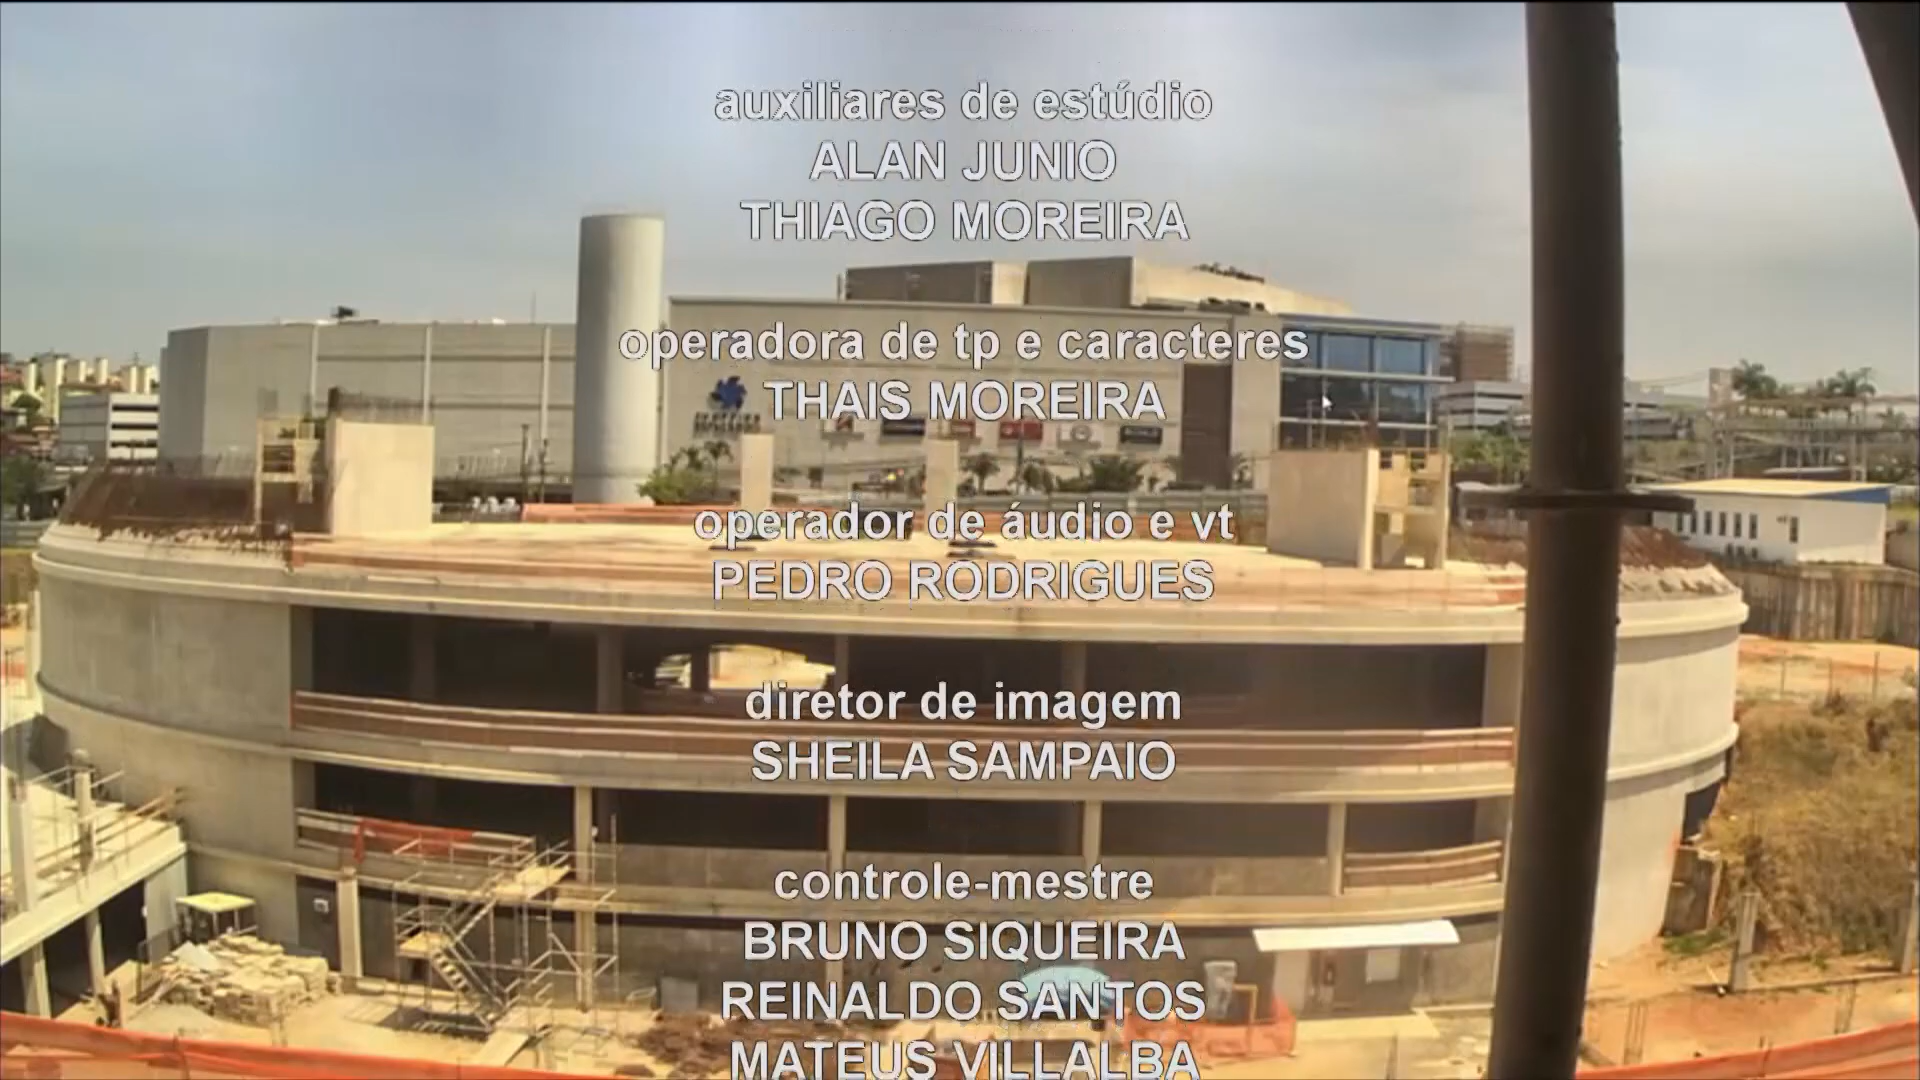 auxiliares de estúdio
ALAN JUNIO
THIAGO MOREIRA
operadora de tp e caracteres
THAIS MOREIRA
operador de áudio e vt
PEDRO RODRIGUES
diretor de imagem
SHEILA SAMPAIO
controle-mestre
BRUNO SIQUEIRA
REINALDO SANTOS
MATEUS VILLALBA